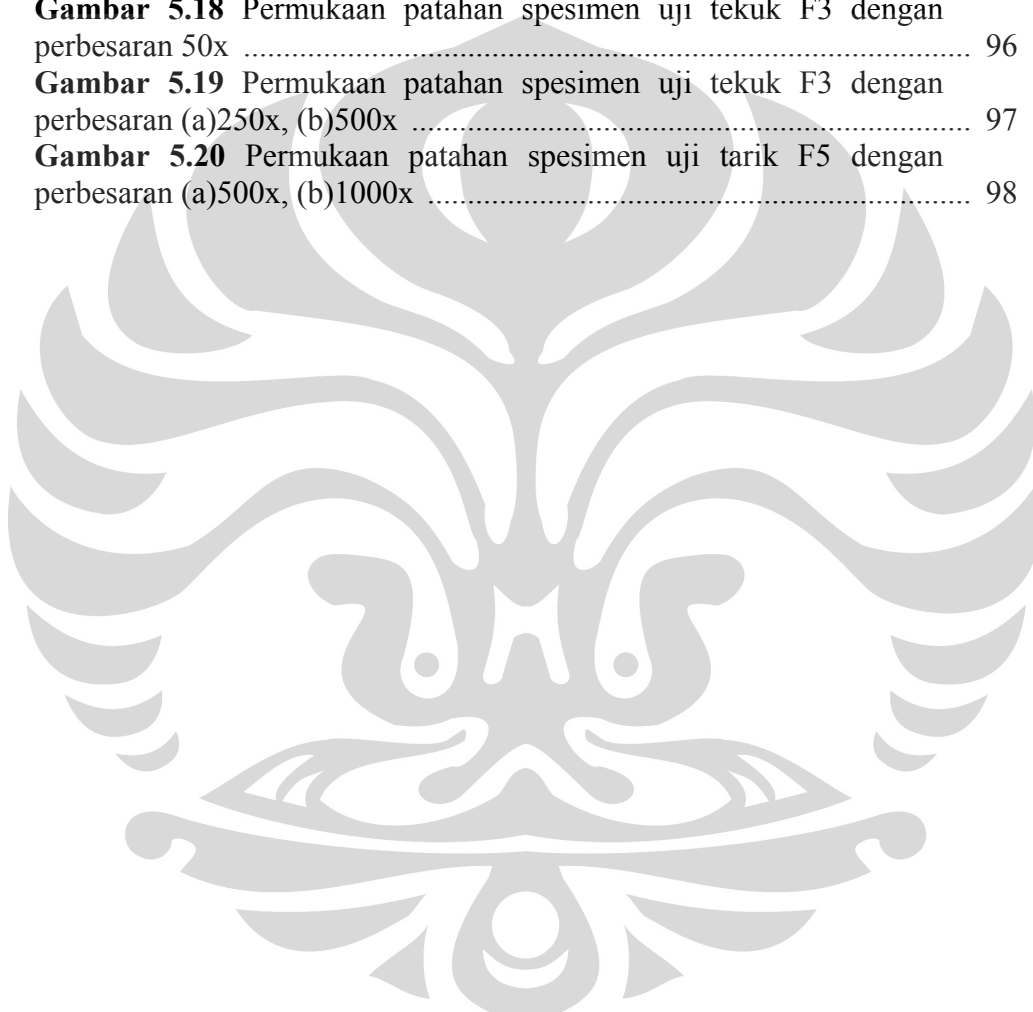 Gambar 5.18 Permukaan patahan spesimen uji tekuk F3 dengan
perbesaran 50x ........................................................................................... 96
Gambar 5.19 Permukaan patahan spesimen uji tekuk F3 dengan
perbesaran (a)250x, (b)500x ...................................................................... 97
Gambar 5.20 Permukaan patahan spesimen uji tarik F5 dengan
perbesaran (a)500x, (b)1000x .................................................................... 98